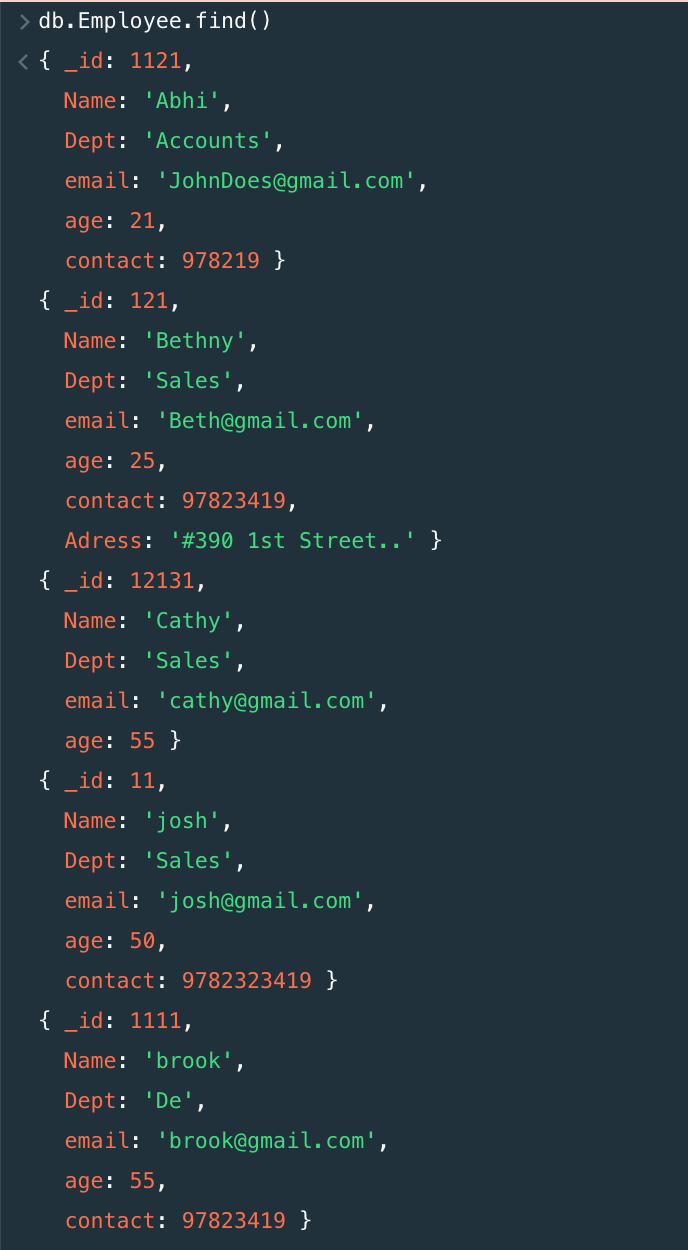 > db.Employee.find()
< { _id: 1121,
Name: 'Abhi',
Dept: 'Accounts',
email: 'JohnDoes@gmail.com',
age: 21,
contact: 978219 }
{ _id: 121,
Name: 'Bethny',
Dept: 'Sales',
email: 'Beth@gmail.com',
age: 25,
contact: 97823419,
Adress: '#390 1st Street..' }
{ _id: 12131,
Name: 'Cathy',
Dept: 'Sales',
email: 'cathy@gmail.com',
age: 55 }
{ _id: 11,
Name: 'josh',
Dept: 'Sales',
email: 'josh@gmail.com',
age: 50,
contact: 9782323419 }
{ _id: 1111,
Name: 'brook',
Dept: 'De',
email: 'brook@gmail.com',
age: 55,
contact: 97823419 }